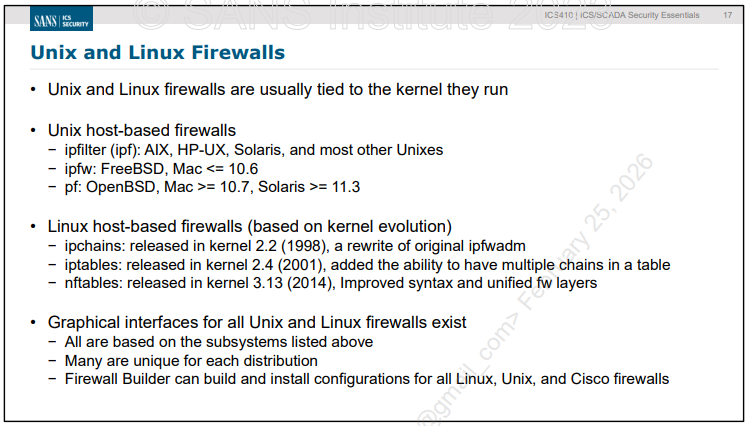 © SANS Institute 2026
SANS | ICS SECURITY
ICS410 | ICS/SCADA Security Essentials 17
Unix and Linux Firewalls
• Unix and Linux firewalls are usually tied to the kernel they run
• Unix host-based firewalls
− ipfilter (ipf): AIX, HP-UX, Solaris, and most other Unixes
− ipfw: FreeBSD, Mac <= 10.6
− pf: OpenBSD, Mac >= 10.7, Solaris >= 11.3
• Linux host-based firewalls (based on kernel evolution)
− ipchains: released in kernel 2.2 (1998), a rewrite of original ipfwadm
− iptables: released in kernel 2.4 (2001), added the ability to have multiple chains in a table
− nftables: released in kernel 3.13 (2014), Improved syntax and unified fw layers
• Graphical interfaces for all Unix and Linux firewalls exist
− All are based on the subsystems listed above
− Many are unique for each distribution
− Firewall Builder can build and install configurations for all Linux, Unix, and Cisco firewalls
@gmail_com> February 25, 2026